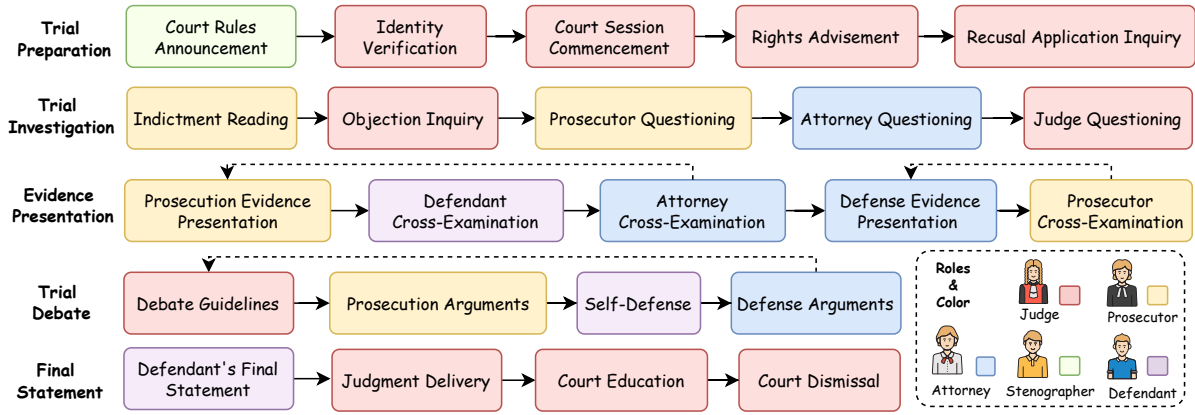 Trial
Preparation
Court Rules
Announcement
Identity
Verification
Court Session
Commencement
Rights Advisement
Recusal Application Inquiry
Trial
Investigation
Indictment Reading
Objection Inquiry
Prosecutor Questioning
Attorney Questioning
Judge Questioning
Evidence
Presentation
Prosecution Evidence
Presentation
Defendant
Cross-Examination
Attorney
Cross-Examination
Defense Evidence
Presentation
Prosecutor
Cross-Examination
Trial
Debate
Debate Guidelines
Prosecution Arguments
Self-Defense
Defense Arguments
Final
Statement
Defendant's Final
Statement
Judgment Delivery
Court Education
Court Dismissal
Roles
&
Color
Judge
Prosecutor
Attorney
Stenographer
Defendant